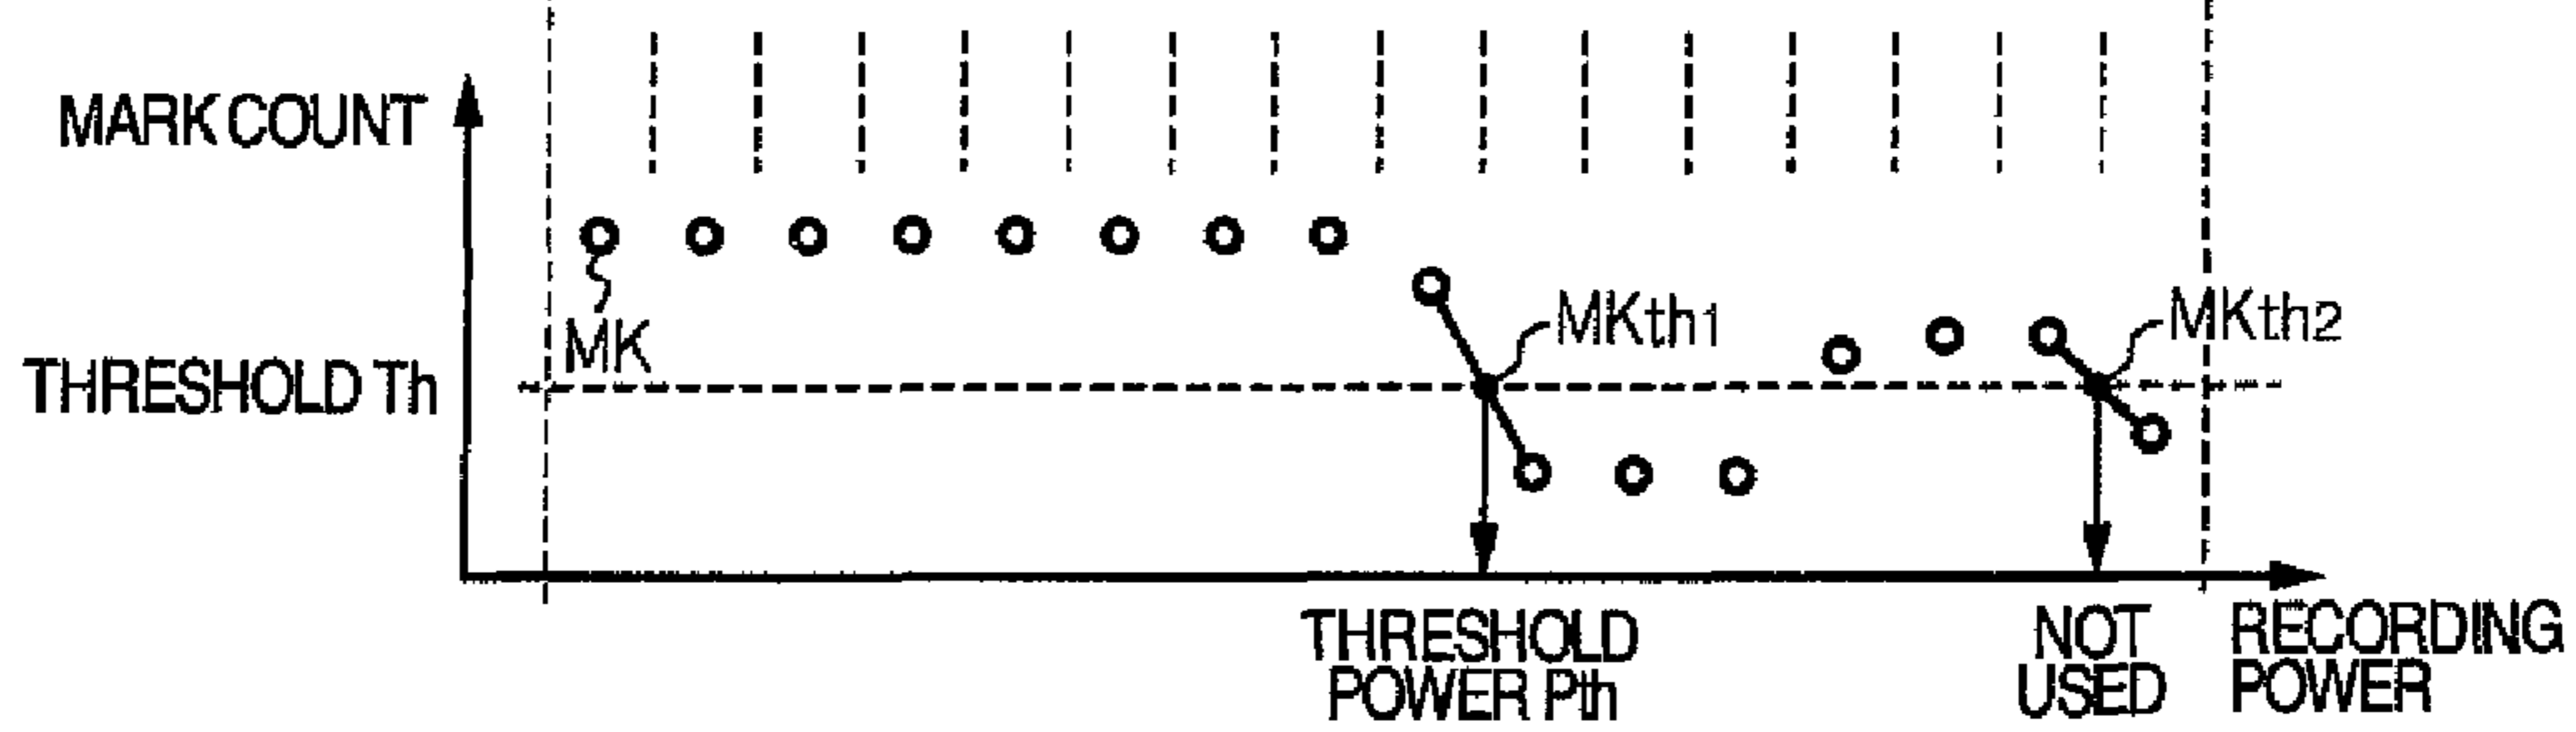 MARK COUNT
MK
MKth1
MKth2
THRESHOLD Th
THRESHOLD
POWER Pth
NOT
USED
RECORDING
POWER